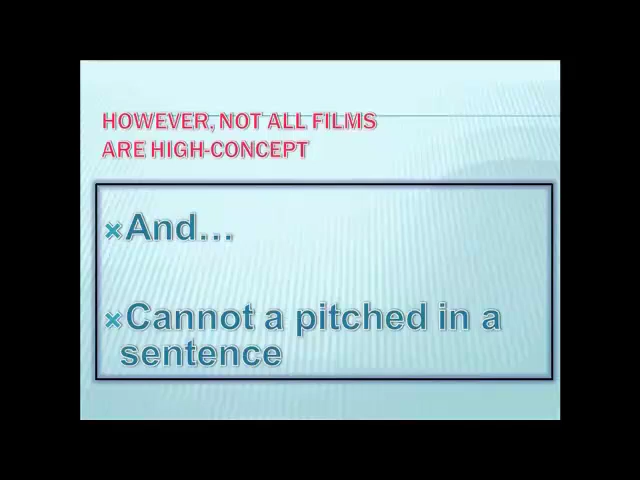 HOWEVER, NOT ALL FILMS
ARE HIGH-CONCEPT
And...
Cannot a pitched in a
sentence